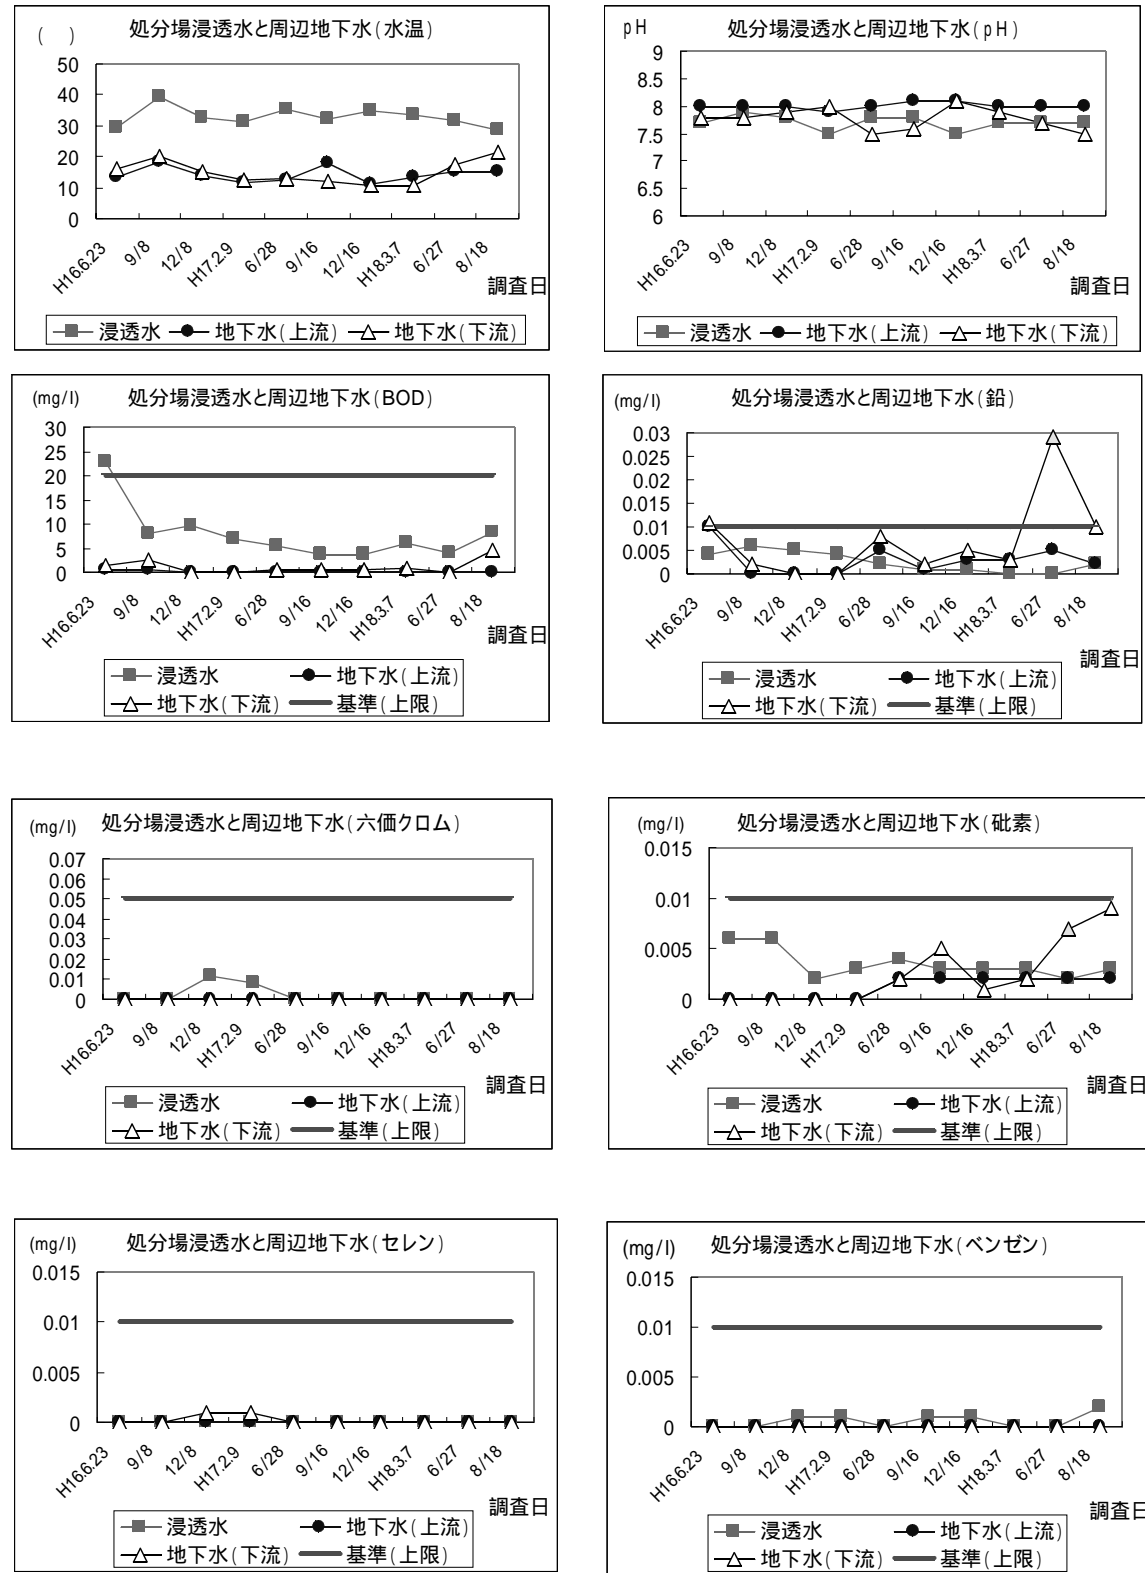 処分場浸透水と周辺地下水(水温)
( )
50
40
30
20
10
0
H16.6.23 9/8 12/8 H17.2.9 6/28 9/16 12/16 H18.3.7 6/27 8/18
調査日
浸透水 地下水(上流) 地下水(下流)
pH 処分場浸透水と周辺地下水(pH)
9
8.5
8
7.5
7
6.5
6
H16.6.23 9/8 12/8 H17.2.9 6/28 9/16 12/16 H18.3.7 6/27 8/18
調査日
浸透水 地下水(上流) 地下水(下流)
(mg/l) 処分場浸透水と周辺地下水(BOD)
30
25
20
15
10
5
0
H16.6.23 9/8 12/8 H17.2.9 6/28 9/16 12/16 H18.3.7 6/27 8/18
調査日
浸透水 地下水(上流)
地下水(下流) 基準(上限)
(mg/l) 処分場浸透水と周辺地下水(鉛)
0.03
0.025
0.02
0.015
0.01
0.005
0
H16.6.23 9/8 12/8 H17.2.9 6/28 9/16 12/16 H18.3.7 6/27 8/18
調査日
浸透水 地下水(上流)
地下水(下流) 基準(上限)
(mg/l) 処分場浸透水と周辺地下水(六価クロム)
0.07
0.06
0.05
0.04
0.03
0.02
0.01
0
H16.6.23 9/8 12/8 H17.2.9 6/28 9/16 12/16 H18.3.7 6/27 8/18
調査日
浸透水 地下水(上流)
地下水(下流) 基準(上限)
(mg/l) 処分場浸透水と周辺地下水(砒素)
0.015
0.01
0.005
0
H16.6.23 9/8 12/8 H17.2.9 6/28 9/16 12/16 H18.3.7 6/27 8/18
調査日
浸透水 地下水(上流)
地下水(下流) 基準(上限)
(mg/l) 処分場浸透水と周辺地下水(セレン)
0.015
0.01
0.005
0
H16.6.23 9/8 12/8 H17.2.9 6/28 9/16 12/16 H18.3.7 6/27 8/18
調査日
浸透水 地下水(上流)
地下水(下流) 基準(上限)
(mg/l) 処分場浸透水と周辺地下水(ベンゼン)
0.015
0.01
0.005
0
H16.6.23 9/8 12/8 H17.2.9 6/28 9/16 12/16 H18.3.7 6/27 8/18
調査日
浸透水 地下水(上流)
地下水(下流) 基準(上限)